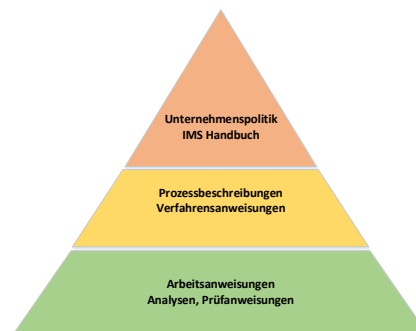 Unternehmenspolitik
IMS Handbuch
Prozessbeschreibungen
Verfahrensanweisungen
Arbeitsanweisungen
Analysen, Prüfanweisungen